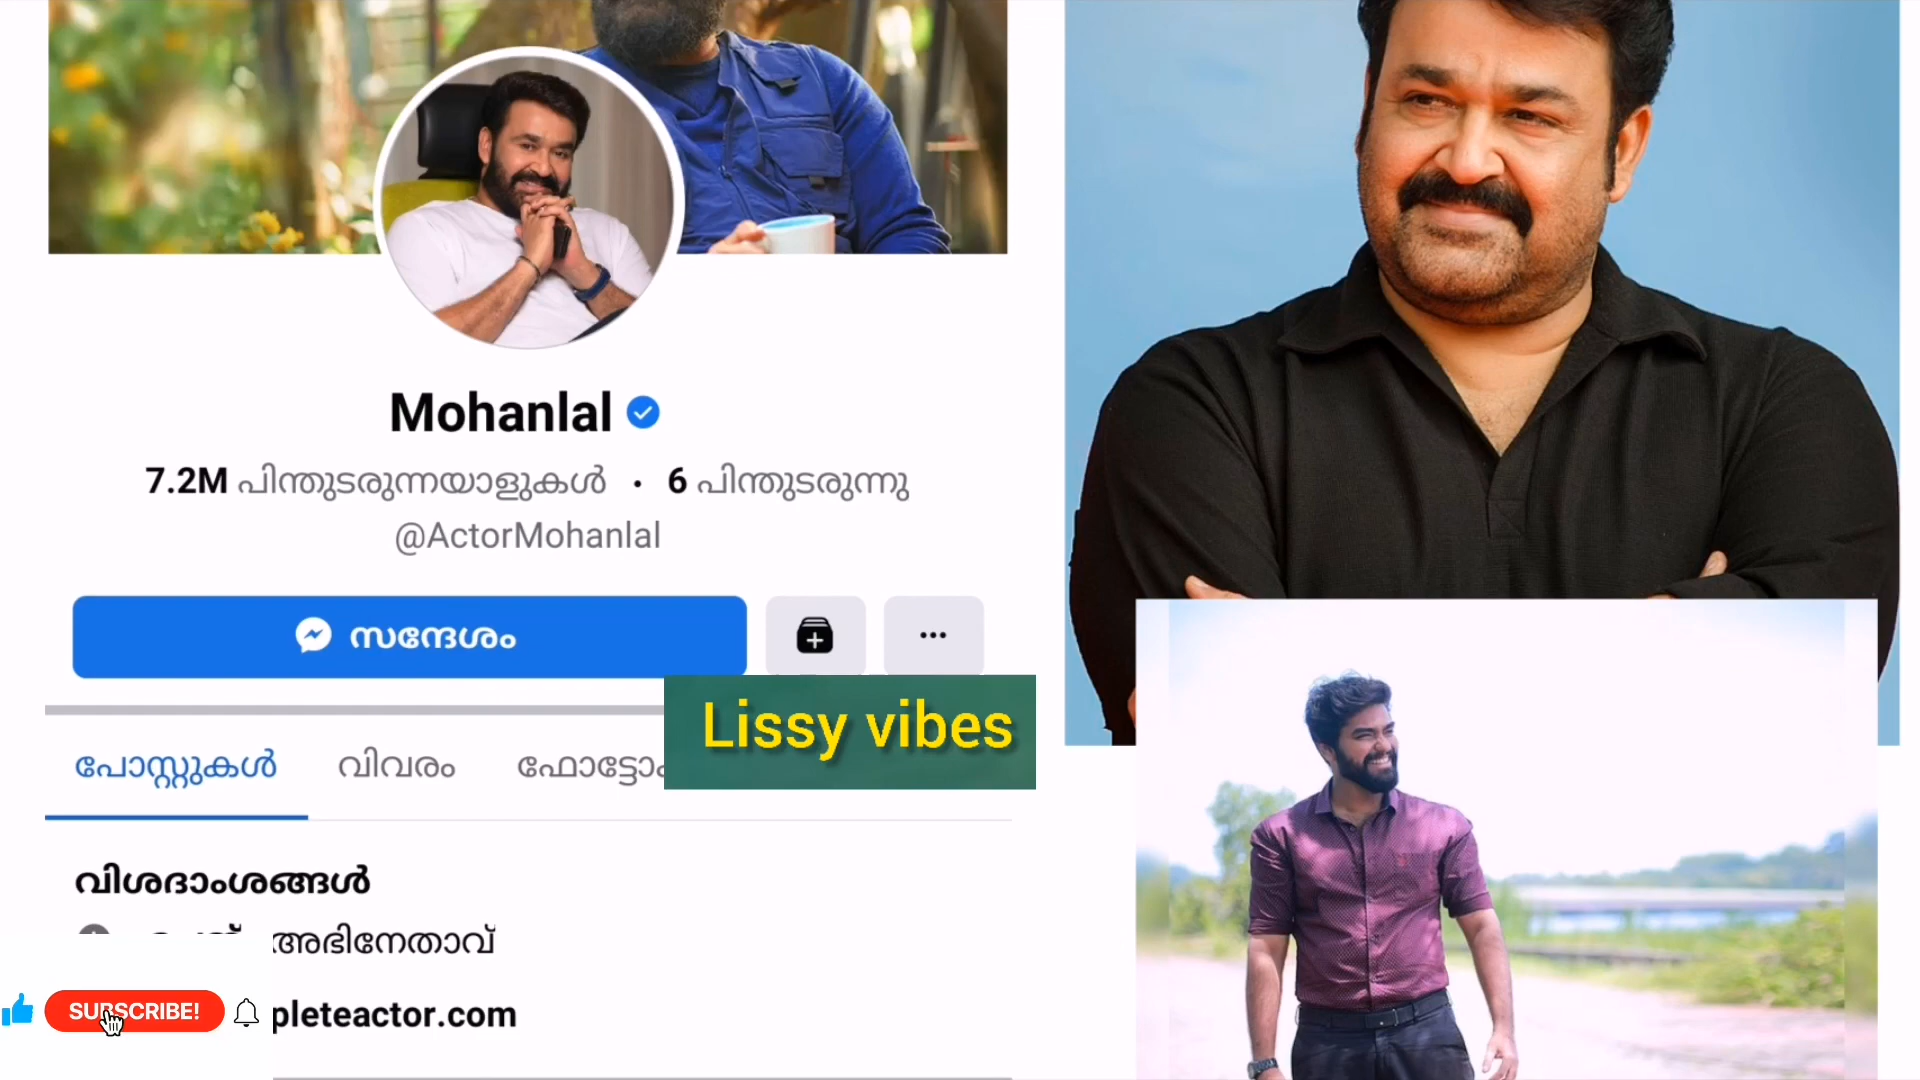 Mohanlal
7.2M പിന്തുടരുന്നയാളുകൾ · 6 പിന്തുടരുന്നു
@ActorMohanlal
സന്ദേശം
Lissy vibes
പോസ്റ്റുകൾ വിവരം
വിശദാംശങ്ങൾ
അഭിനേതാവ്
SUBSCRIBE!
pleteactor.com